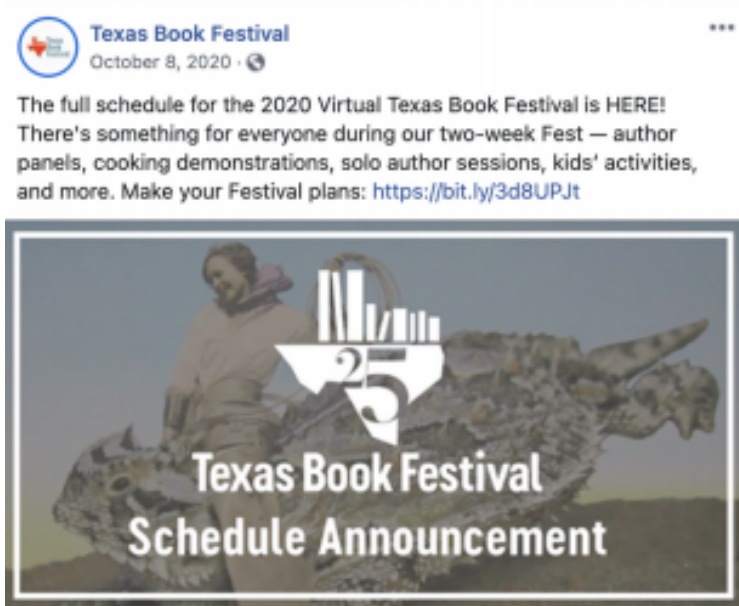 Texas Book Festival
October 8, 2020 ·
The full schedule for the 2020 Virtual Texas Book Festival is HERE!
There's something for everyone during our two-week Fest — author
panels, cooking demonstrations, solo author sessions, kids' activities,
and more. Make your Festival plans: https://bit.ly/3d8UPJt
25
Texas Book Festival
Schedule Announcement